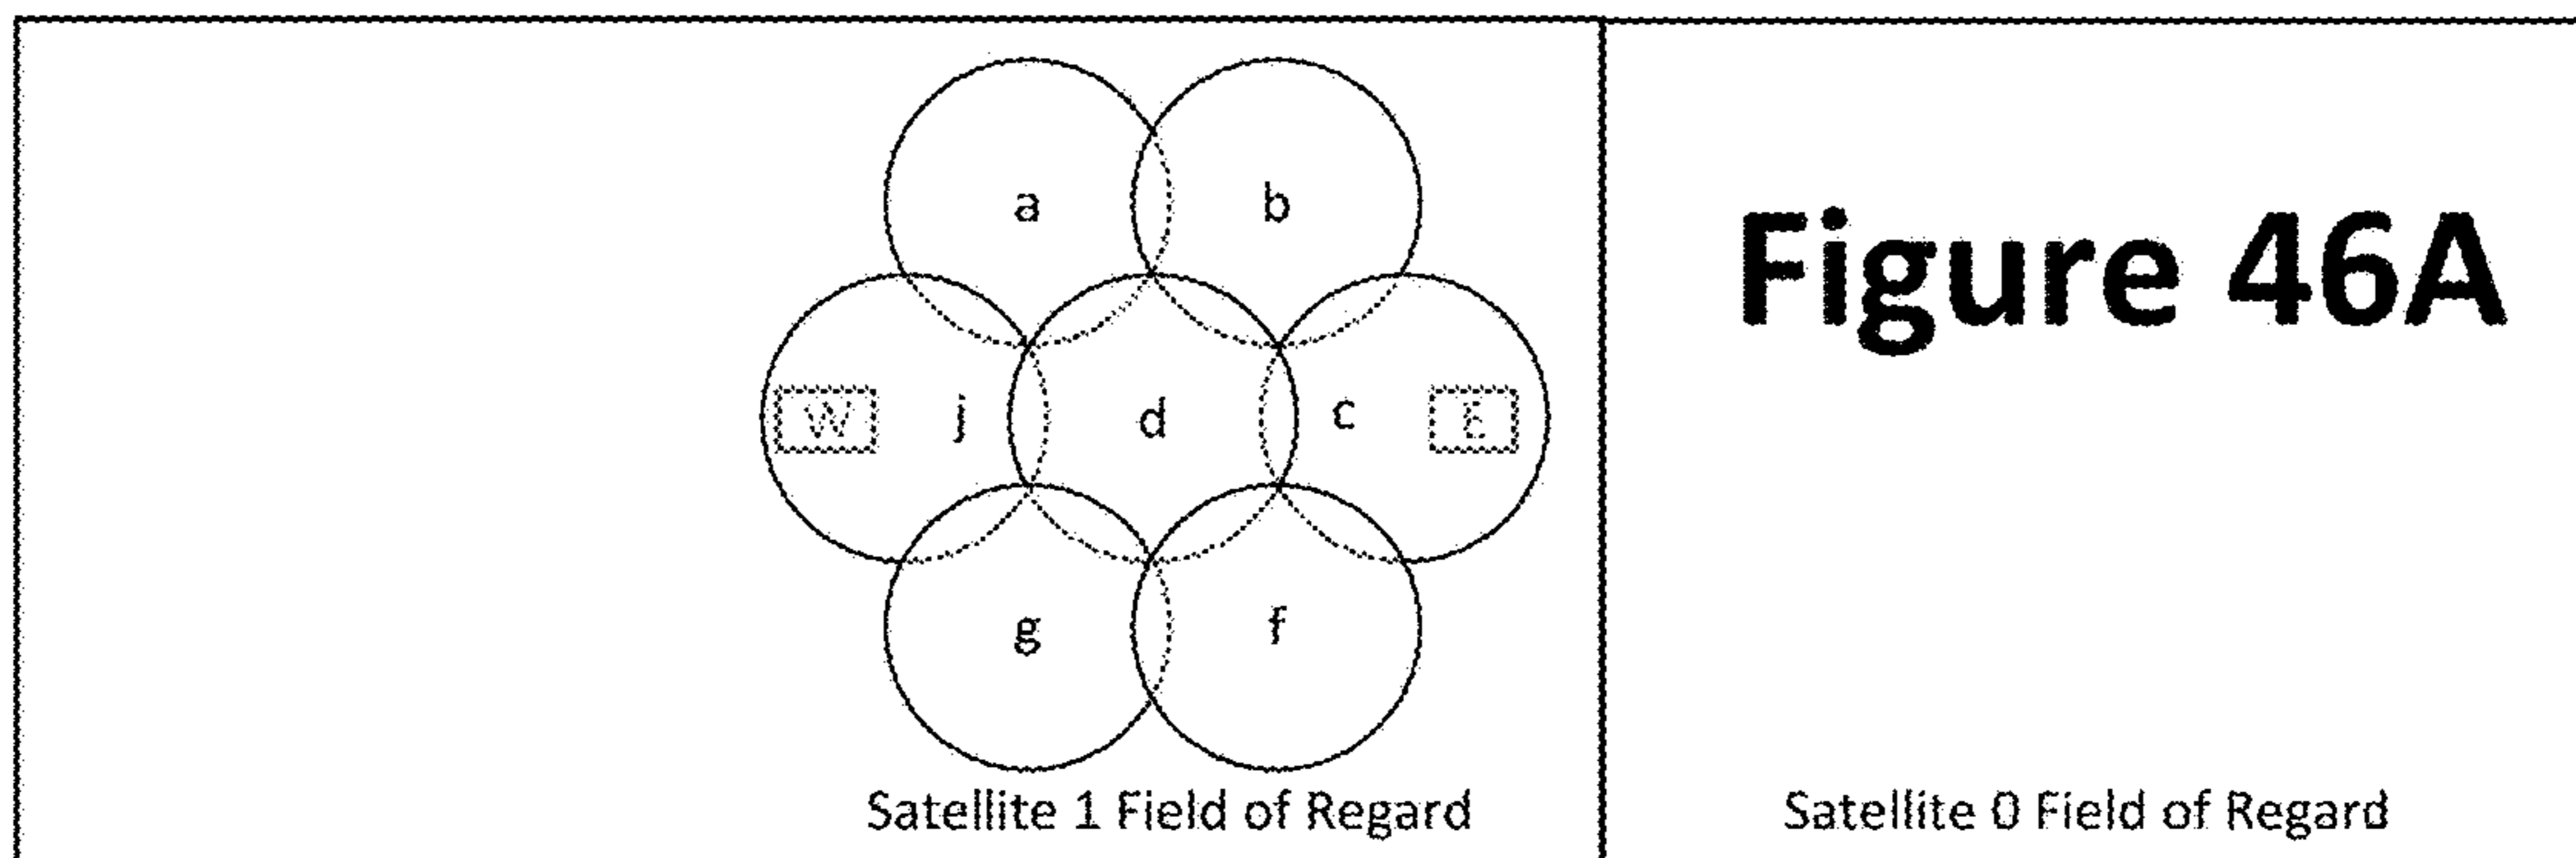 a b
Figure 46A
W j d c E
g f
Satellite 1 Field of Regard
Satellite 0 Field of Regard